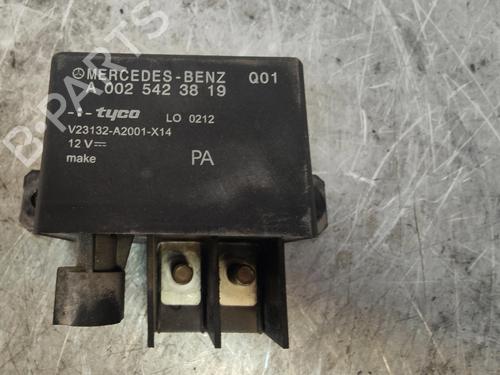 MERCEDES-BENZ Q01
A 002 542 38 19
tyco LO 0212
V23132-A2001-X14
12 V
make PA
B-Parts